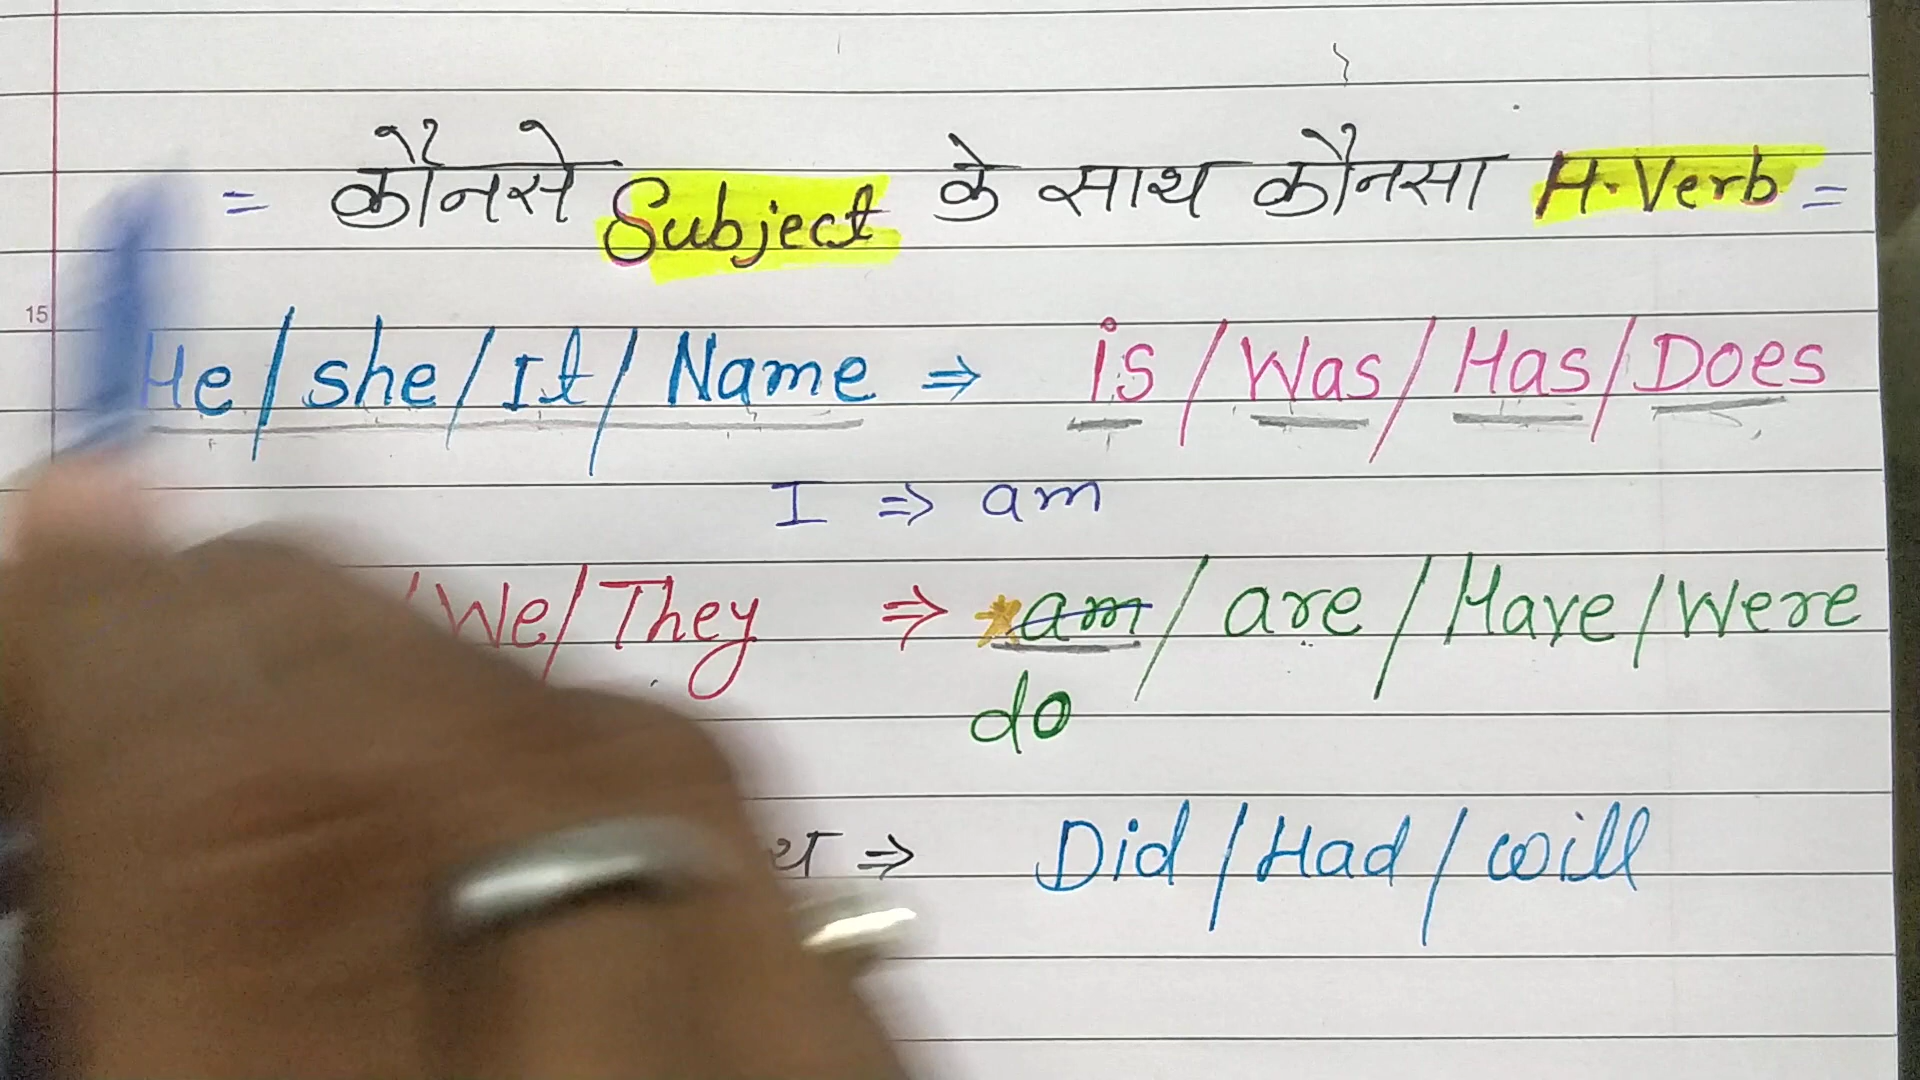 = कौनसे Subject के साथ कौनसा H.Verb =
15
He/she/It/Name ⇒ is/Was/Has/Does
I ⇒ am
/We/They ⇒ *am/are/Have/Were
do
⇒ Did/Had/will